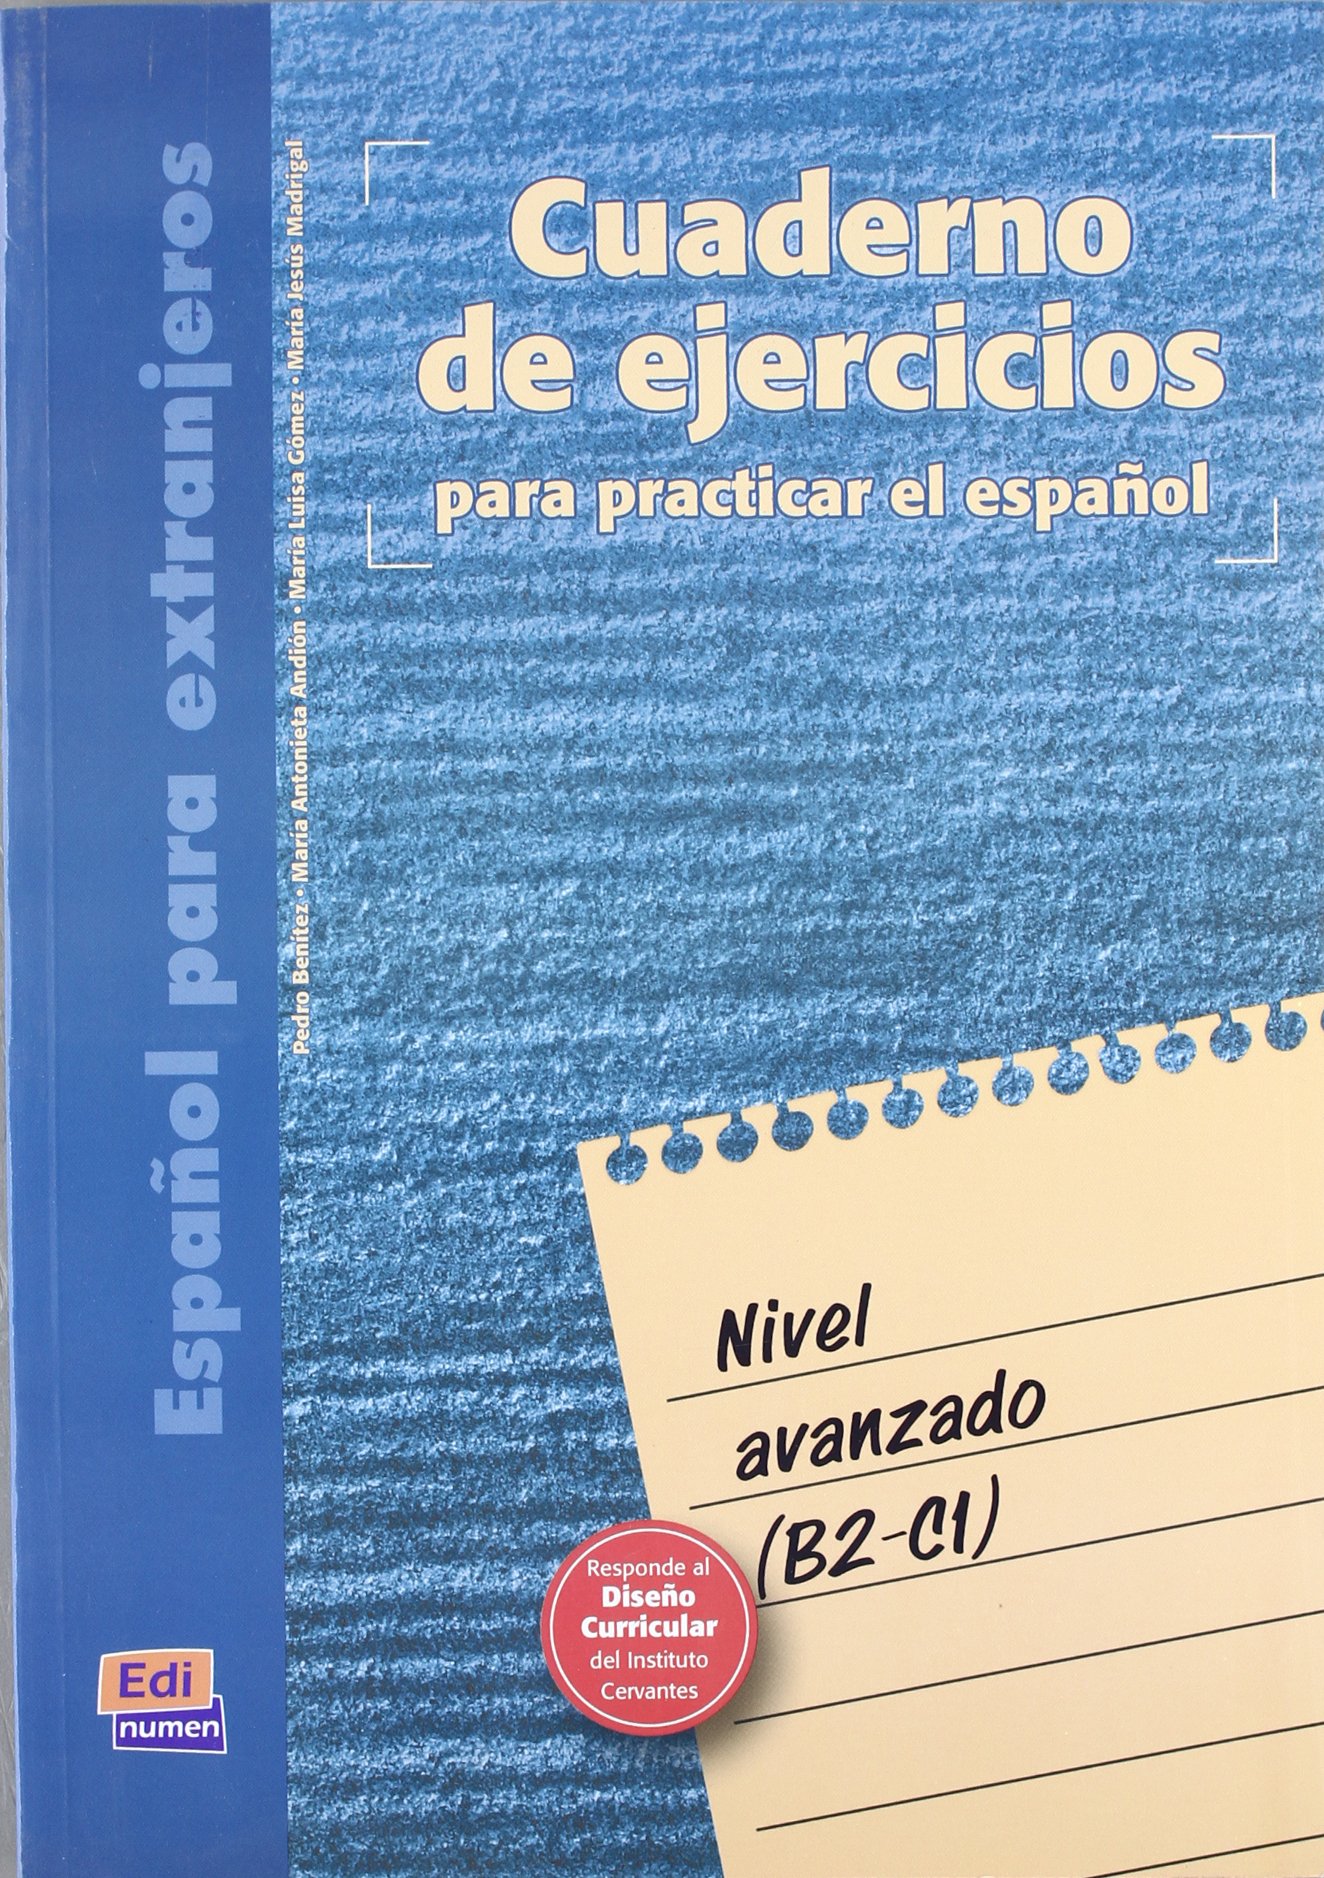 Español para extranjeros
Pedro Benítez • María Antonieta Andión • María Luisa Gómez • María Jesús Madrigal
Cuaderno
de ejercicios
para practicar el español
Nivel
avanzado
(B2-C1)
Responde al
Diseño
Curricular
del Instituto
Cervantes
Edi
numen